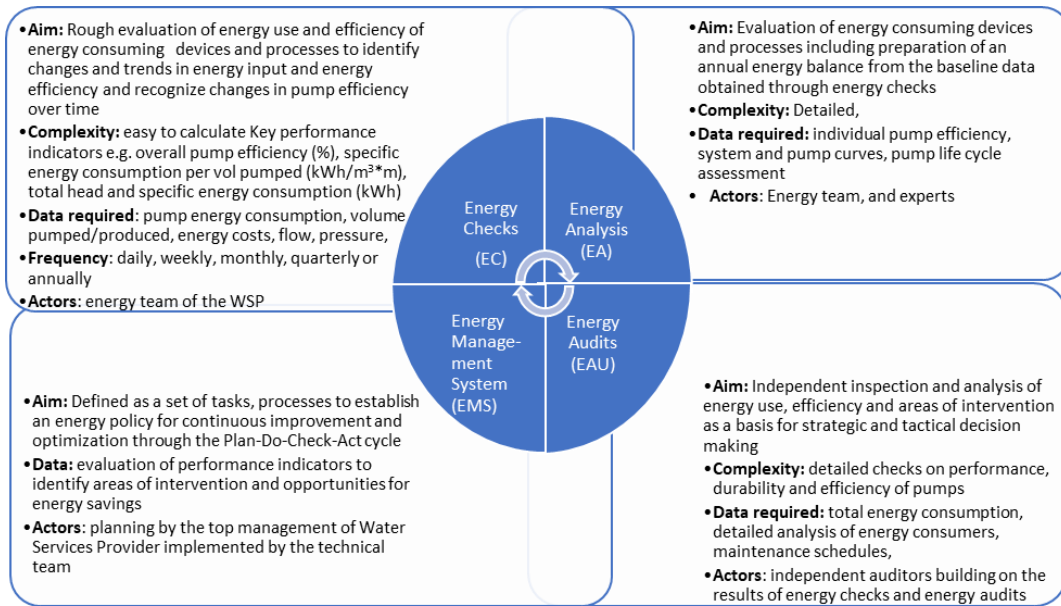 •Aim: Rough evaluation of energy use and efficiency of
energy consuming devices and processes to identify
changes and trends in energy input and energy
efficiency and recognize changes in pump efficiency
over time
•Complexity: easy to calculate Key performance
indicators e.g. overall pump efficiency (%), specific
energy consumption per vol pumped (kWh/m³*m),
total head and specific energy consumption (kWh)
•Data required: pump energy consumption, volume
pumped/produced, energy costs, flow, pressure,
•Frequency: daily, weekly, monthly, quarterly or
annually
•Actors: energy team of the WSP
•Aim: Evaluation of energy consuming devices
and processes including preparation of an
annual energy balance from the baseline data
obtained through energy checks
•Complexity: Detailed,
•Data required: individual pump efficiency,
system and pump curves, pump life cycle
assessment
• Actors: Energy team, and experts
Energy
Checks
(EC)
Energy
Analysis
(EA)
Energy
Manage-
ment
System
(EMS)
Energy
Audits
(EAU)
•Aim: Defined as a set of tasks, processes to establish
an energy policy for continuous improvement and
optimization through the Plan-Do-Check-Act cycle
•Data: evaluation of performance indicators to
identify areas of intervention and opportunities for
energy savings
•Actors: planning by the top management of Water
Services Provider implemented by the technical
team
•Aim: Independent inspection and analysis of
energy use, efficiency and areas of intervention
as a basis for strategic and tactical decision
making
•Complexity: detailed checks on performance,
durability and efficiency of pumps
•Data required: total energy consumption,
detailed analysis of energy consumers,
maintenance schedules,
•Actors: independent auditors building on the
results of energy checks and energy audits